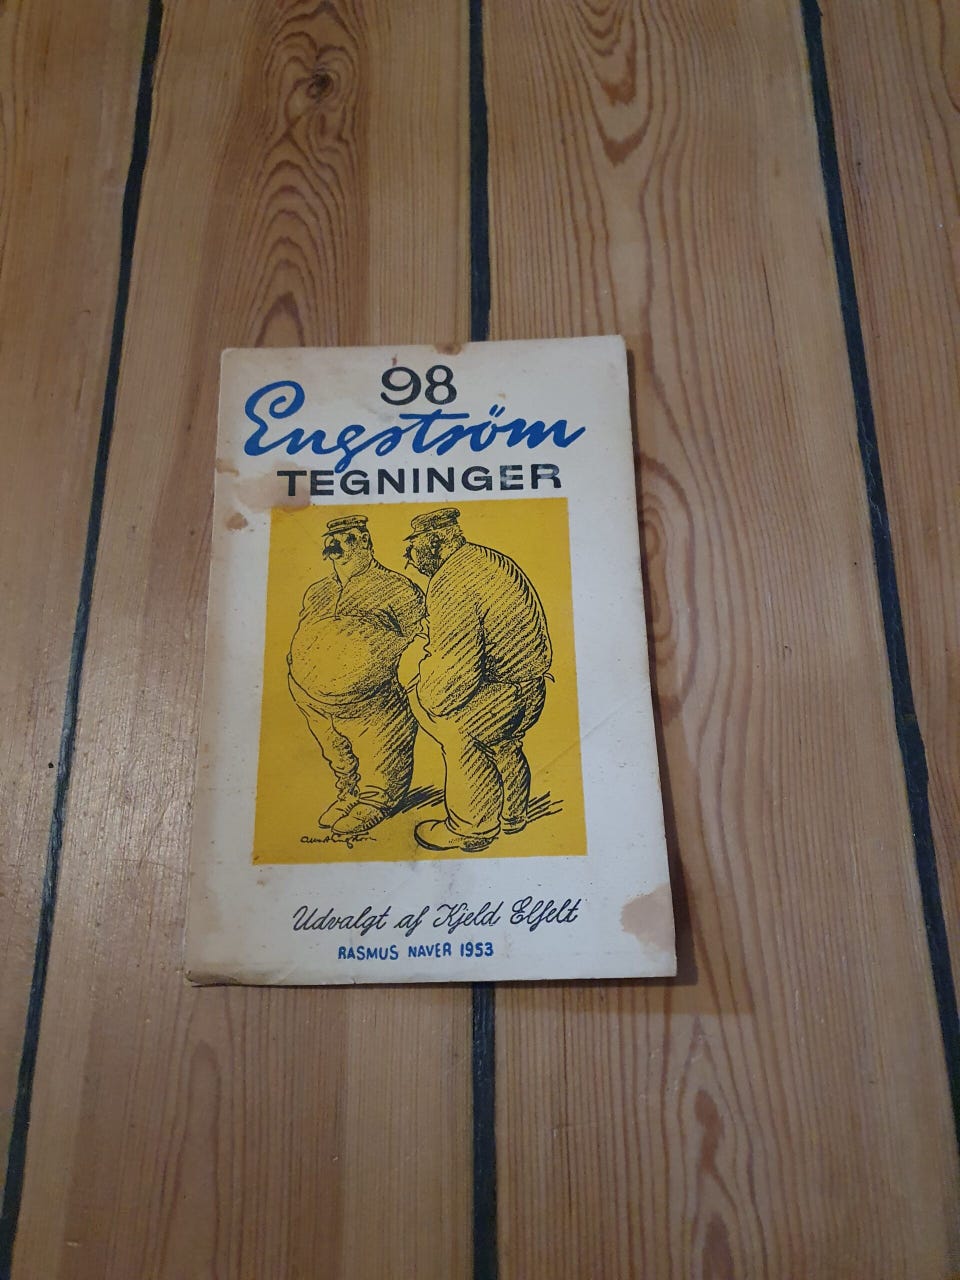 98
Engström
TEGNINGER
Udvalgt af Kjeld Elfelt
RASMUS NAVER 1953